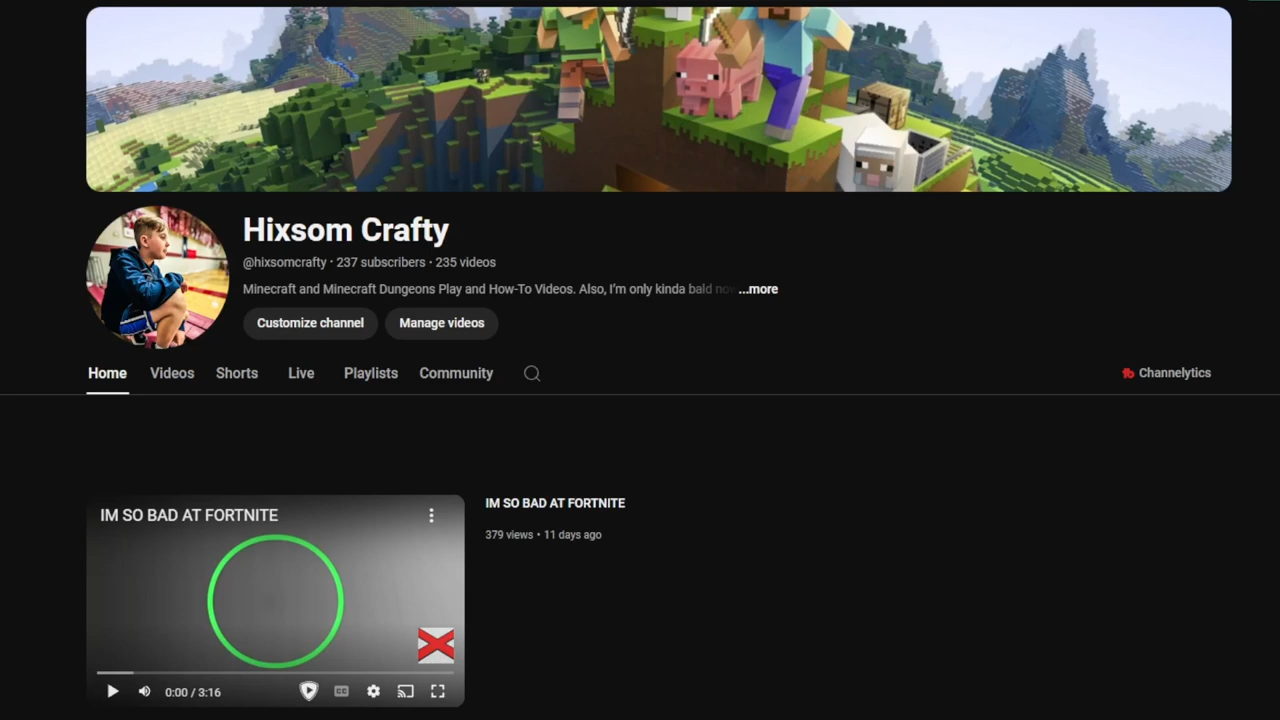 Hixsom Crafty
@hixsomcrafty · 237 subscribers · 235 videos
Minecraft and Minecraft Dungeons Play and How-To Videos. Also, I'm only kinda bald now ...more
Customize channel Manage videos
Home Videos Shorts Live Playlists Community
Channelytics
IM SO BAD AT FORTNITE
0:00 / 3:16
IM SO BAD AT FORTNITE
379 views · 11 days ago